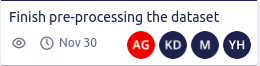 Finish pre-processing the dataset
Nov 30 AG KD M YH